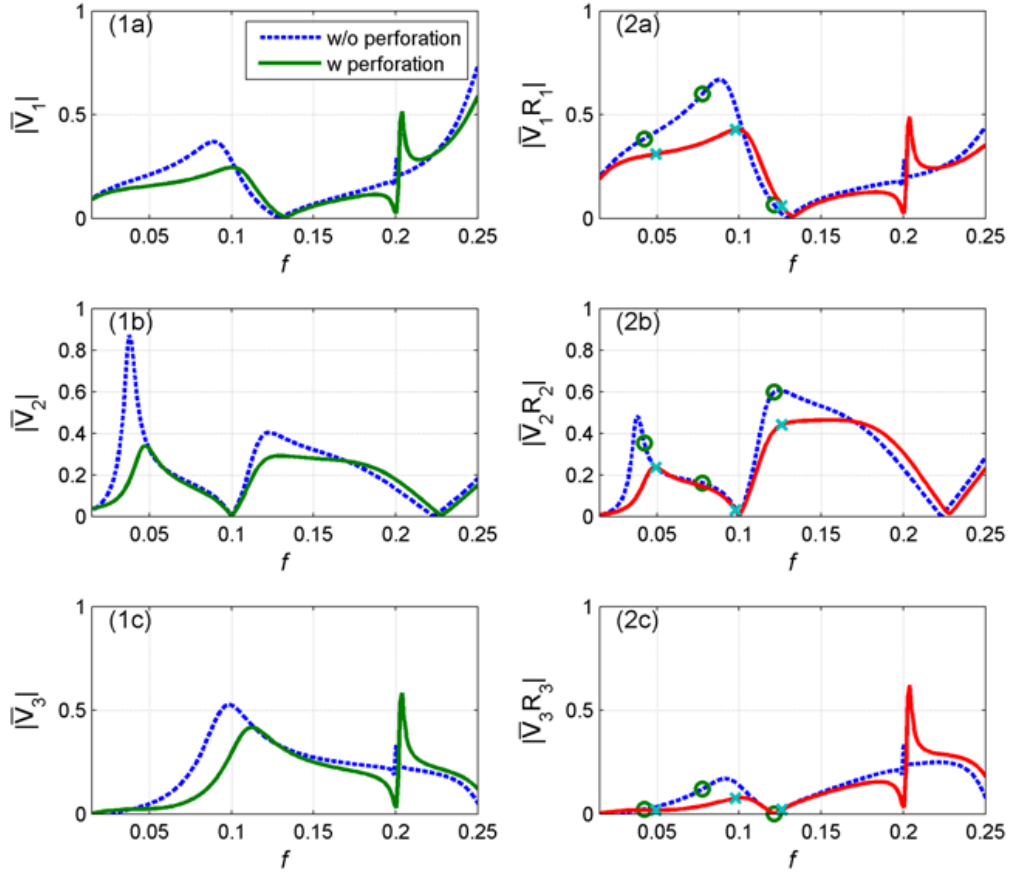 (1a)
w/o perforation
w perforation
|V̅₁|
1
0.5
0
0.05 0.1 0.15 0.2 0.25
f
(2a)
|V̅₁R₁|
1
0.5
0
0.05 0.1 0.15 0.2 0.25
f
(1b)
|V̅₂|
1
0.8
0.6
0.4
0.2
0
0.05 0.1 0.15 0.2 0.25
f
(2b)
|V̅₂R₂|
1
0.8
0.6
0.4
0.2
0
0.05 0.1 0.15 0.2 0.25
f
(1c)
|V̅₃|
1
0.5
0
0.05 0.1 0.15 0.2 0.25
f
(2c)
|V̅₃R₃|
1
0.5
0
0.05 0.1 0.15 0.2 0.25
f